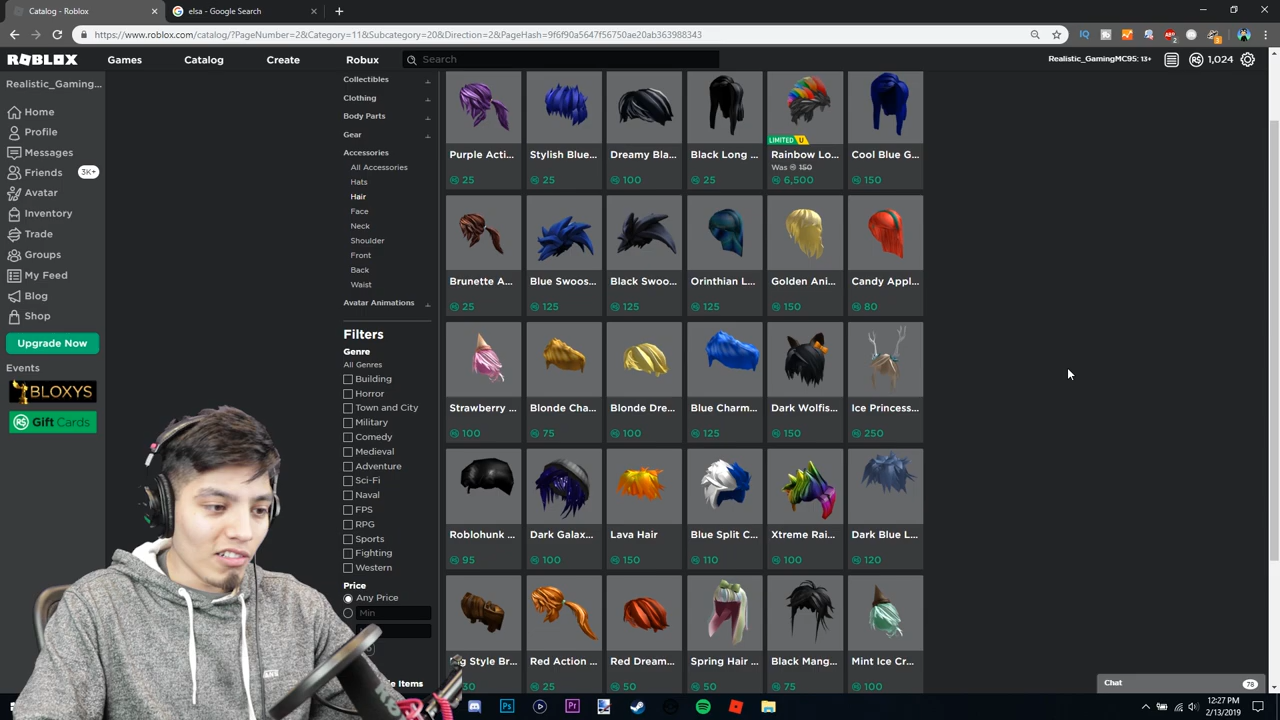 Catalog - Roblox
elsa - Google Search
https://www.roblox.com/catalog/?PageNumber=2&Category=11&Subcategory=20&Direction=2&PageHash=9f6f90a5647f56750ae20ab363988343
ROBLOX Games Catalog Create Robux Search Realistic_GamingMC95: 13+ 1,024
Realistic_Gaming...
Home
Profile
Messages
Friends 3K+
Avatar
Inventory
Trade
Groups
My Feed
Blog
Shop
Upgrade Now
Events
BLOXYS
Gift Cards
Collectibles
Clothing
Body Parts
Gear
Accessories
All Accessories
Hats
Hair
Face
Neck
Shoulder
Front
Back
Waist
Avatar Animations
Filters
Genre
All Genres
Building
Horror
Town and City
Military
Comedy
Medieval
Adventure
Sci-Fi
Naval
FPS
RPG
Sports
Fighting
Western
Price
Any Price
Min
Items
LIMITED U
Purple Acti... Stylish Blue... Dreamy Bla... Black Long ... Rainbow Lo... Cool Blue G...
Was 150
25 25 100 25 6,500 150
Brunette A... Blue Swoos... Black Swoo... Orinthian L... Golden Ani... Candy Appl...
25 125 125 125 150 80
Strawberry ... Blonde Cha... Blonde Dre... Blue Charm... Dark Wolfis... Ice Princess...
100 75 100 125 150 250
Roblohunk ... Dark Galax... Lava Hair Blue Split C... Xtreme Rai... Dark Blue L...
95 100 150 110 100 120
Style Br... Red Action ... Red Dream... Spring Hair ... Black Mang... Mint Ice Cr...
30 25 50 50 75 100
Chat 78
12:27 PM
2/13/2019